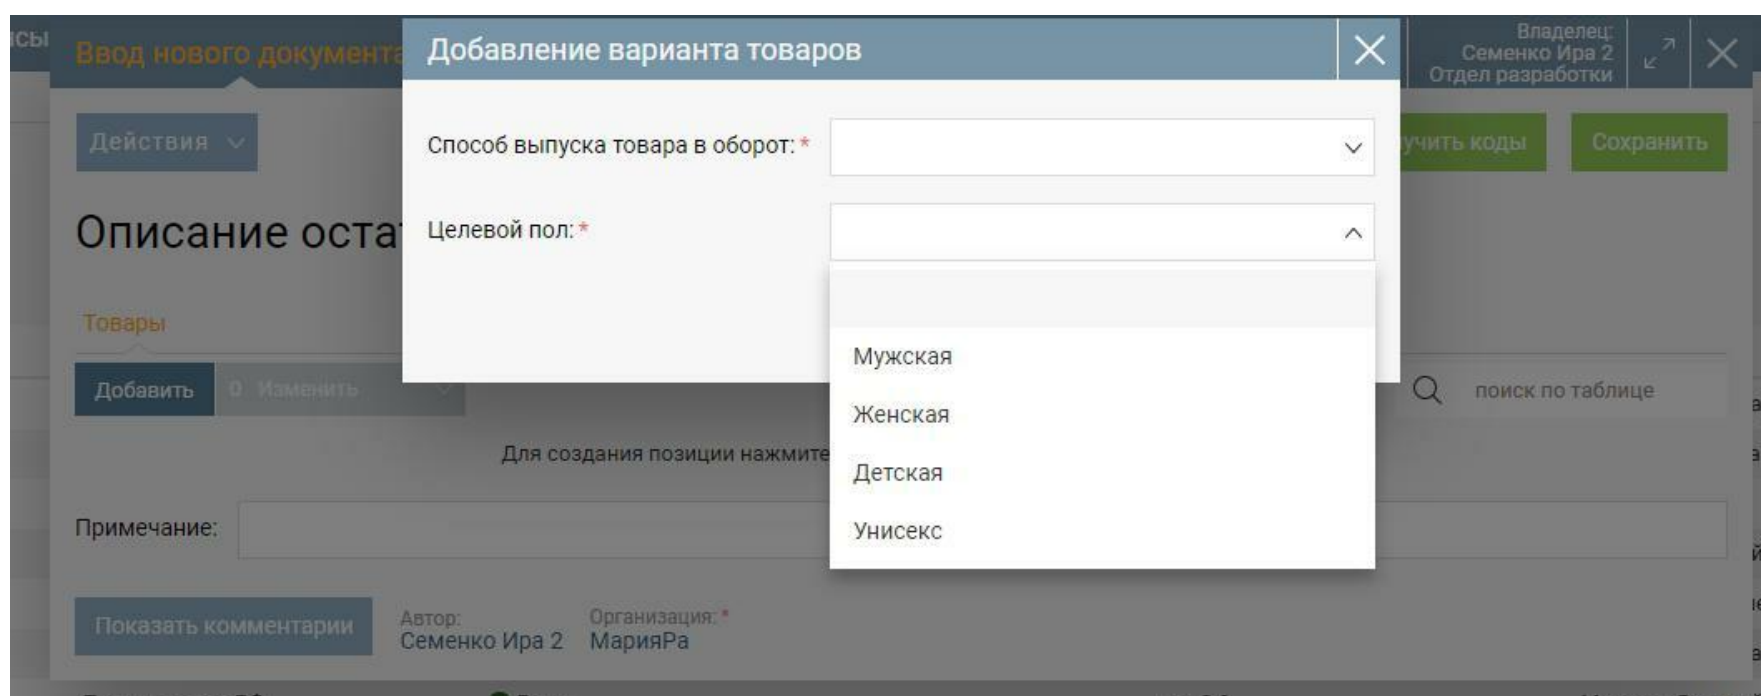 Ввод нового документа
Добавление варианта товаров
Владелец:
Семенко Ира 2
Отдел разработки
Действия
Способ выпуска товара в оборот: *
учить коды
Сохранить
Описание оста
Целевой пол: *
Товары
Мужская
Добавить
0 Изменить
поиск по таблице
Женская
Для создания позиции нажмите
Детская
Примечание:
Унисекс
Показать комментарии
Автор:
Семенко Ира 2
Организация: *
МарияРа